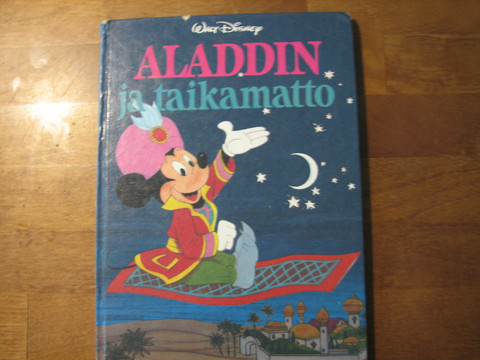 Walt Disney
ALADDIN
ja taikamatto